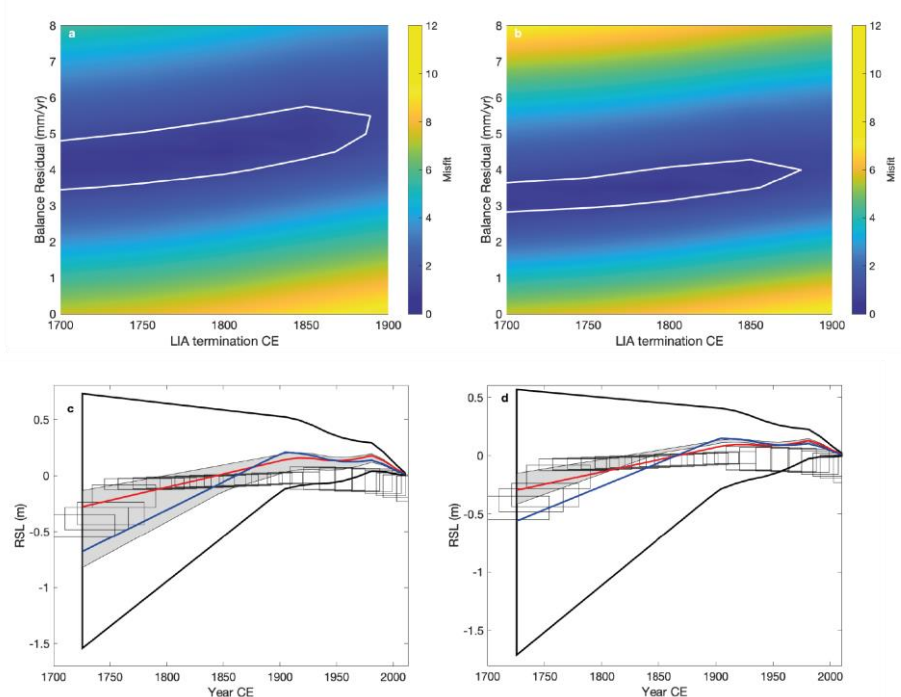 a
8
7
6
5
4
3
2
1
0
Balance Residual (mm/yr)
1700 1750 1800 1850 1900
LIA termination CE
12
10
8
6
4
2
0
Misfit
b
8
7
6
5
4
3
2
1
0
Balance Residual (mm/yr)
1700 1750 1800 1850 1900
LIA termination CE
12
10
8
6
4
2
0
Misfit
c
0.5
0
-0.5
-1
-1.5
RSL (m)
1700 1750 1800 1850 1900 1950 2000
Year CE
d
0.5
0
-0.5
-1
-1.5
RSL (m)
1700 1750 1800 1850 1900 1950 2000
Year CE